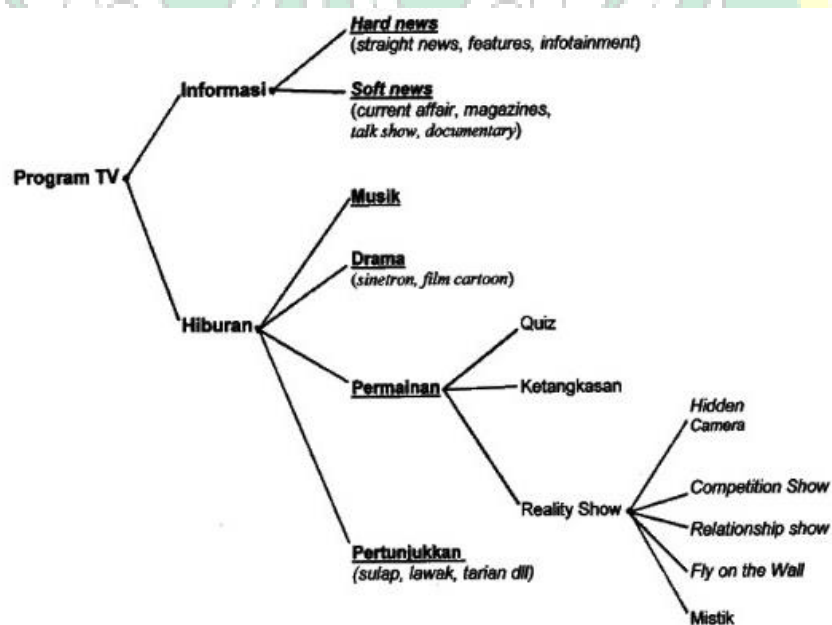 Hard news
(straight news, features, infotainment)
Informasi
Soft news
(current affair, magazines,
talk show, documentary)
Program TV
Musik
Drama
(sinetron, film cartoon)
Hiburan
Quiz
Permainan
Ketangkasan
Hidden
Camera
Competition Show
Reality Show
Relationship show
Pertunjukkan
(sulap, lawak, tarian dll)
Fly on the Wall
Mistik